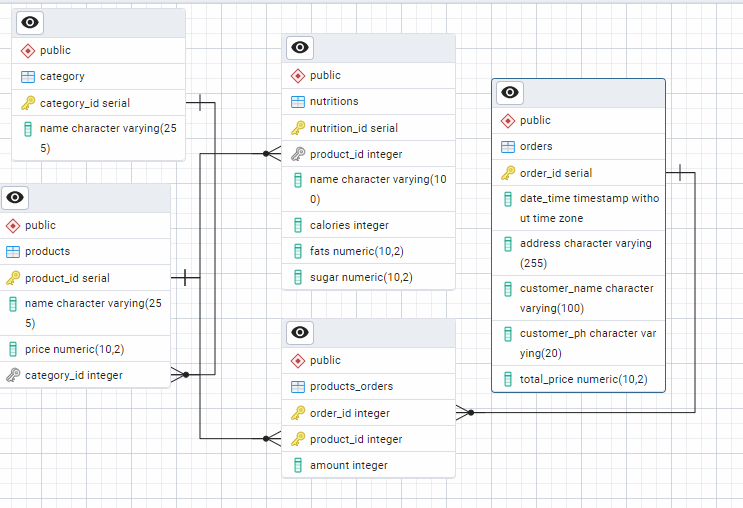 public
category
category_id serial
name character varying(25
5)
public
products
product_id serial
name character varying(25
5)
price numeric(10,2)
category_id integer
public
nutritions
nutrition_id serial
product_id integer
name character varying(10
0)
calories integer
fats numeric(10,2)
sugar numeric(10,2)
public
products_orders
order_id integer
product_id integer
amount integer
public
orders
order_id serial
date_time timestamp witho
ut time zone
address character varying
(255)
customer_name character
varying(100)
customer_ph character var
ying(20)
total_price numeric(10,2)